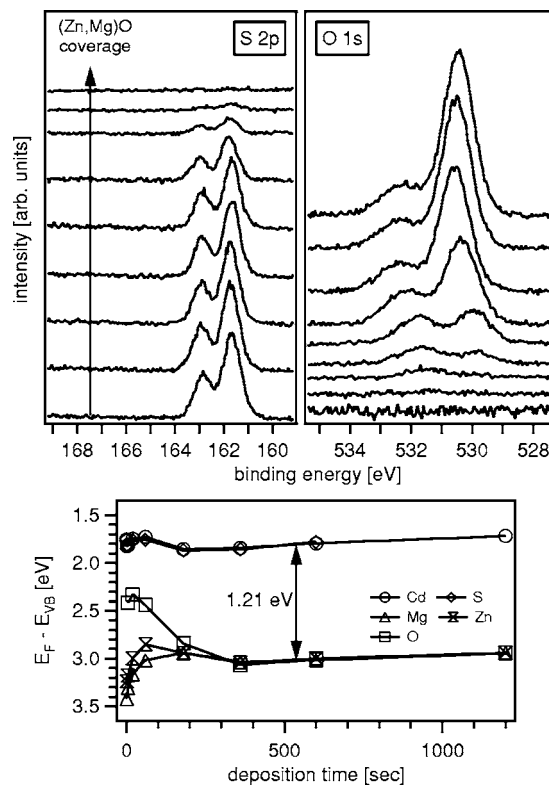 (Zn,Mg)O
coverage
S 2p
O 1s
intensity [arb. units]
168 166 164 162 160
534 532 530 528
binding energy [eV]
1.5
2.0
2.5
3.0
3.5
E_F - E_VB [eV]
1.21 eV
Cd S
Mg Zn
O
0 500 1000
deposition time [sec]